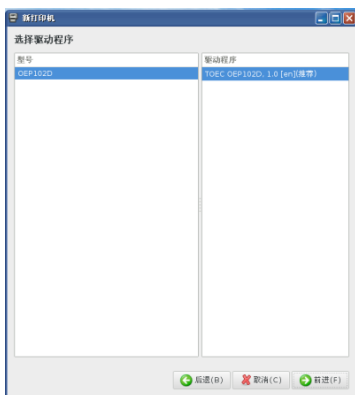 新打印机
选择驱动程序
型号
驱动程序
OEP102D
TOEC OEP102D, 1.0 [en](推荐)
后退(B)
取消(C)
前进(F)